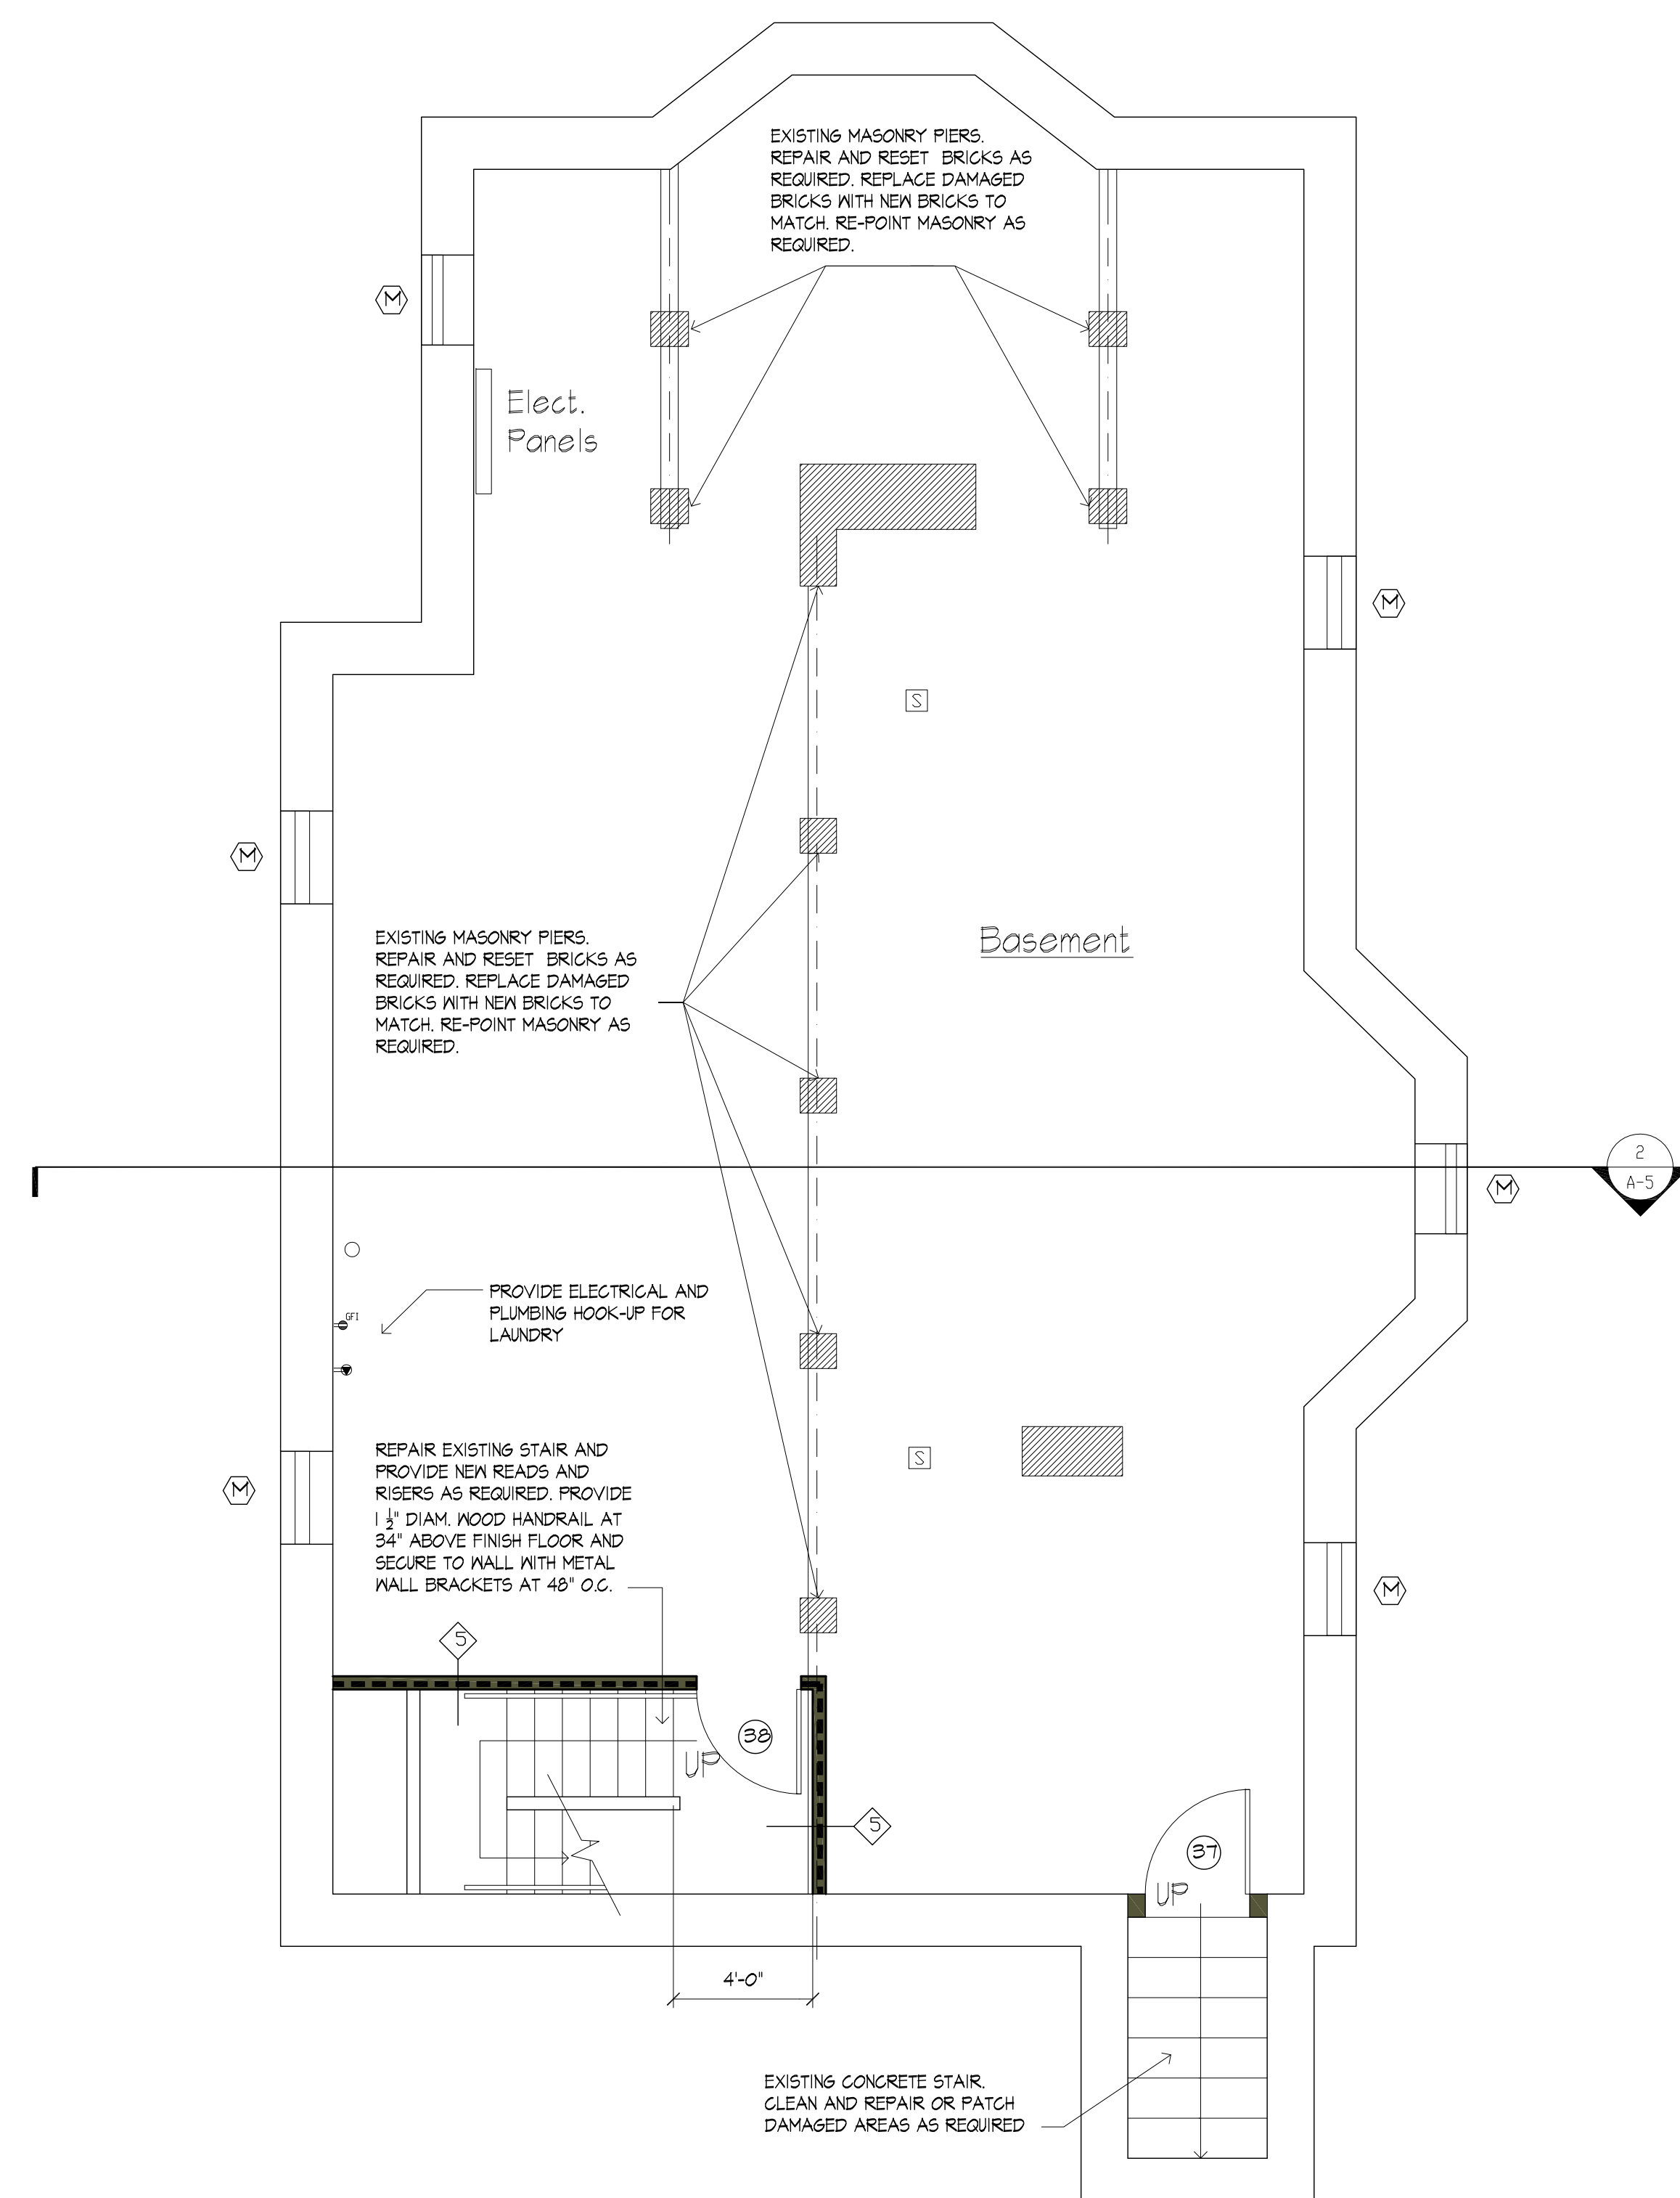 EXISTING MASONRY PIERS.
REPAIR AND RESET BRICKS AS
REQUIRED. REPLACE DAMAGED
BRICKS WITH NEW BRICKS TO
MATCH. RE-POINT MASONRY AS
REQUIRED.
M
Elect.
Panels
M
S
M
Basement
EXISTING MASONRY PIERS.
REPAIR AND RESET BRICKS AS
REQUIRED. REPLACE DAMAGED
BRICKS WITH NEW BRICKS TO
MATCH. RE-POINT MASONRY AS
REQUIRED.
2
A-5
M
PROVIDE ELECTRICAL AND
PLUMBING HOOK-UP FOR
LAUNDRY
GFI
REPAIR EXISTING STAIR AND
PROVIDE NEW READS AND
RISERS AS REQUIRED. PROVIDE
1 1/2" DIAM. WOOD HANDRAIL AT
34" ABOVE FINISH FLOOR AND
SECURE TO WALL WITH METAL
WALL BRACKETS AT 48" O.C.
S
M
M
5
38
UP
5
37
UP
4'-0"
EXISTING CONCRETE STAIR.
CLEAN AND REPAIR OR PATCH
DAMAGED AREAS AS REQUIRED